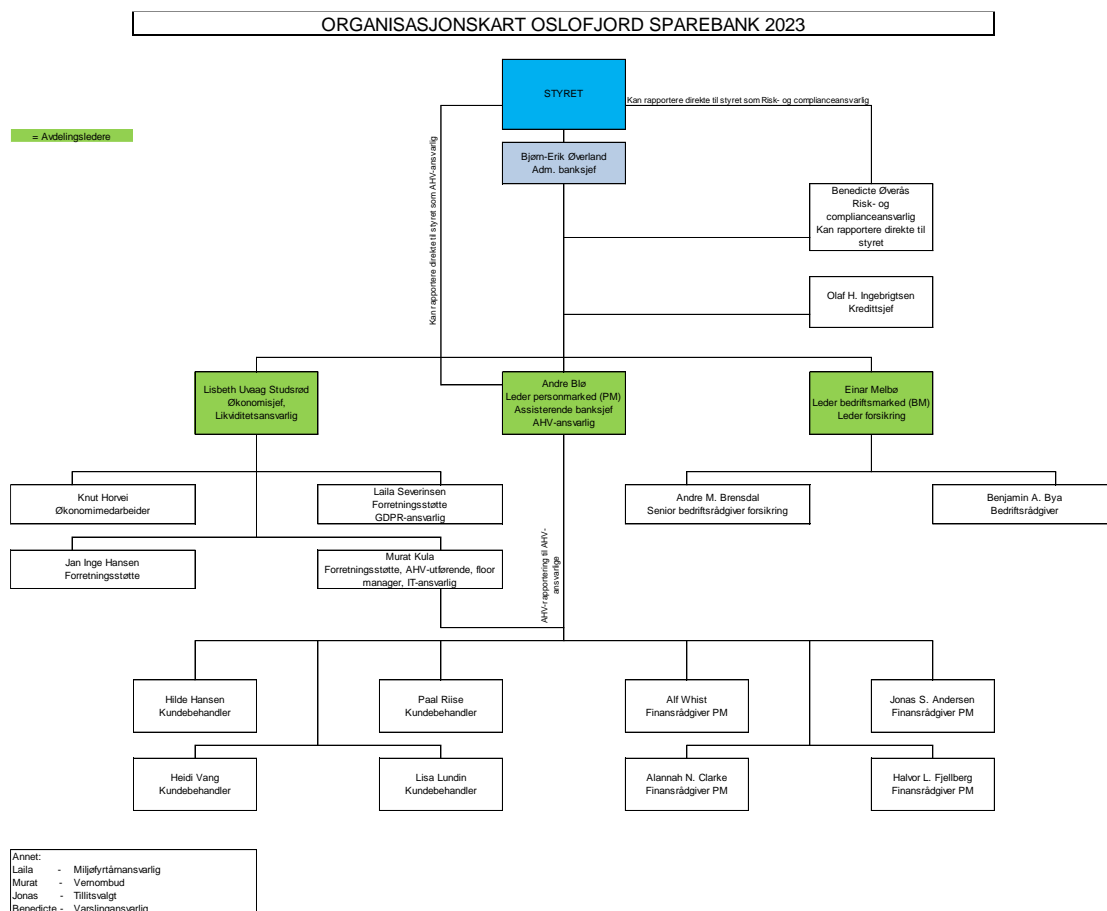 ORGANISASJONSKART OSLOFJORD SPAREBANK 2023
STYRET
Kan rapportere direkte til styret som Risk- og complianceansvarlig
= Avdelingsledere
Kan rapportere direkte til styret som AHV-ansvarlig
Bjørn-Erik Øverland
Adm. banksjef
Benedicte Øverås
Risk- og
complianceansvarlig
Kan rapportere direkte til
styret
Olaf H. Ingebrigtsen
Kredittsjef
Lisbeth Uvaag Studsrød
Økonomisjef,
Likviditetsansvarlig
Andre Blø
Leder personmarked (PM)
Assisterende banksjef
AHV-ansvarlig
Einar Melbø
Leder bedriftsmarked (BM)
Leder forsikring
Knut Horvei
Økonomimedarbeider
Laila Severinsen
Forretningsstøtte
GDPR-ansvarlig
Andre M. Brensdal
Senior bedriftsrådgiver forsikring
Benjamin A. Bya
Bedriftsrådgiver
Jan Inge Hansen
Forretningsstøtte
Murat Kula
Forretningsstøtte, AHV-utførende, floor
manager, IT-ansvarlig
AHV-rapportering til AHV-
ansvarlige
Hilde Hansen
Kundebehandler
Paal Riise
Kundebehandler
Alf Whist
Finansrådgiver PM
Jonas S. Andersen
Finansrådgiver PM
Heidi Vang
Kundebehandler
Lisa Lundin
Kundebehandler
Alannah N. Clarke
Finansrådgiver PM
Halvor L. Fjellberg
Finansrådgiver PM
Annet:
Laila - Miljøfyrtårnansvarlig
Murat - Vernombud
Jonas - Tillitsvalgt
Benedicte - Varslingansvarlig